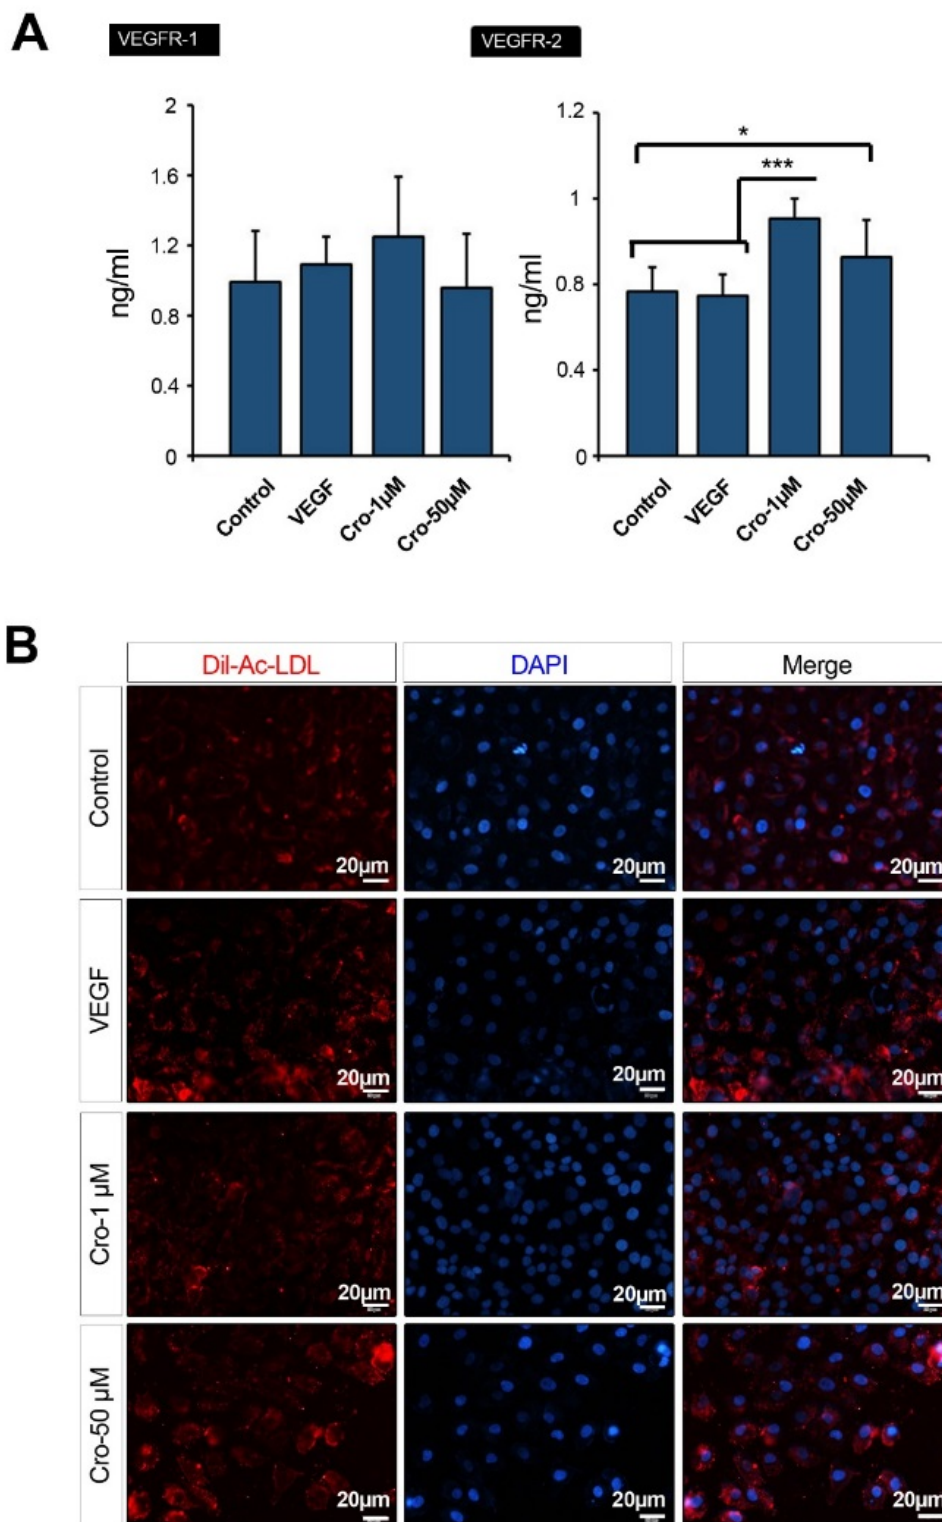 A
VEGFR-1
VEGFR-2
2
1.6
1.2
0.8
0.4
0
ng/ml
Control
VEGF
Cro-1µM
Cro-50µM
1.2
1
0.8
0.4
0
ng/ml
*
***
Control
VEGF
Cro-1µM
Cro-50µM
B
Dil-Ac-LDL
DAPI
Merge
Control
20µm
20µm
20µm
VEGF
20µm
20µm
20µm
Cro-1 µM
20µm
20µm
20µm
Cro-50 µM
20µm
20µm
20µm